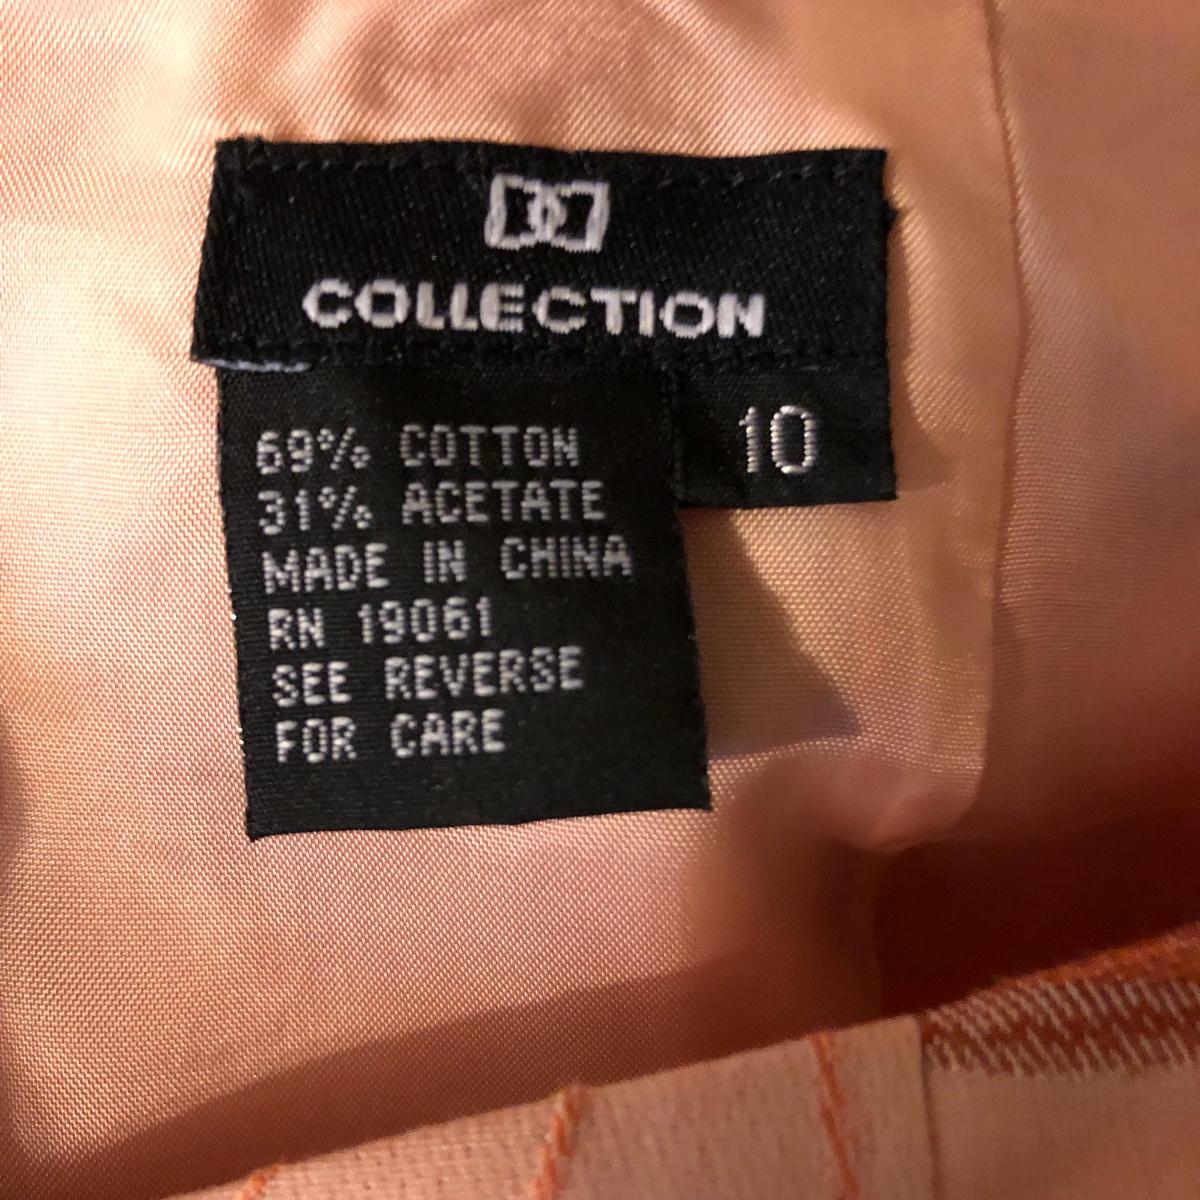 COLLECTION
10
69% COTTON
31% ACETATE
MADE IN CHINA
RN 19061
SEE REVERSE
FOR CARE